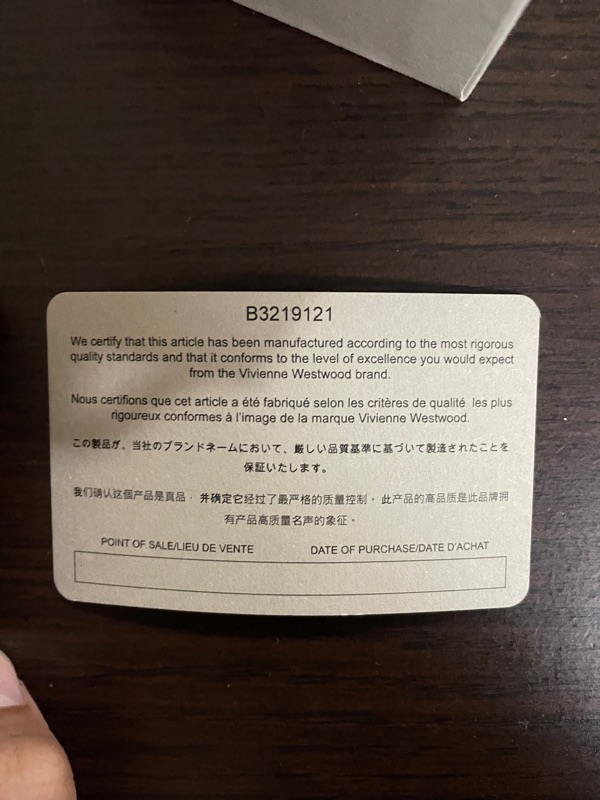 B3219121
We certify that this article has been manufactured according to the most rigorous
quality standards and that it conforms to the level of excellence you would expect
from the Vivienne Westwood brand.
Nous certifions que cet article a été fabriqué selon les critères de qualité les plus
rigoureux conformes à l'image de la marque Vivienne Westwood.
この製品が、当社のブランドネームにおいて、厳しい品質基準に基づいて製造されたことを
保証いたします。
我们确认这個产品是真品，并确定它经过了最严格的质量控制。此产品的高品质是此品牌拥
有产品高质量名声的象征。
POINT OF SALE/LIEU DE VENTE DATE OF PURCHASE/DATE D'ACHAT